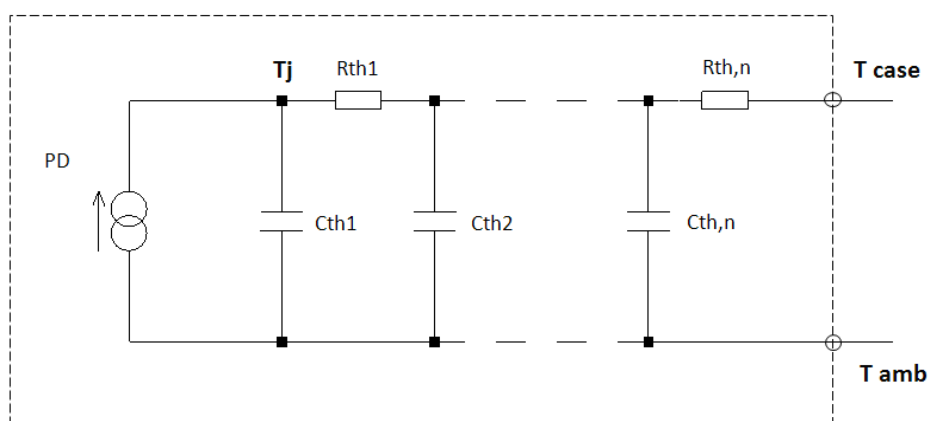 Tj
Rth1
Rth,n
T case
PD
Cth1
Cth2
Cth,n
T amb